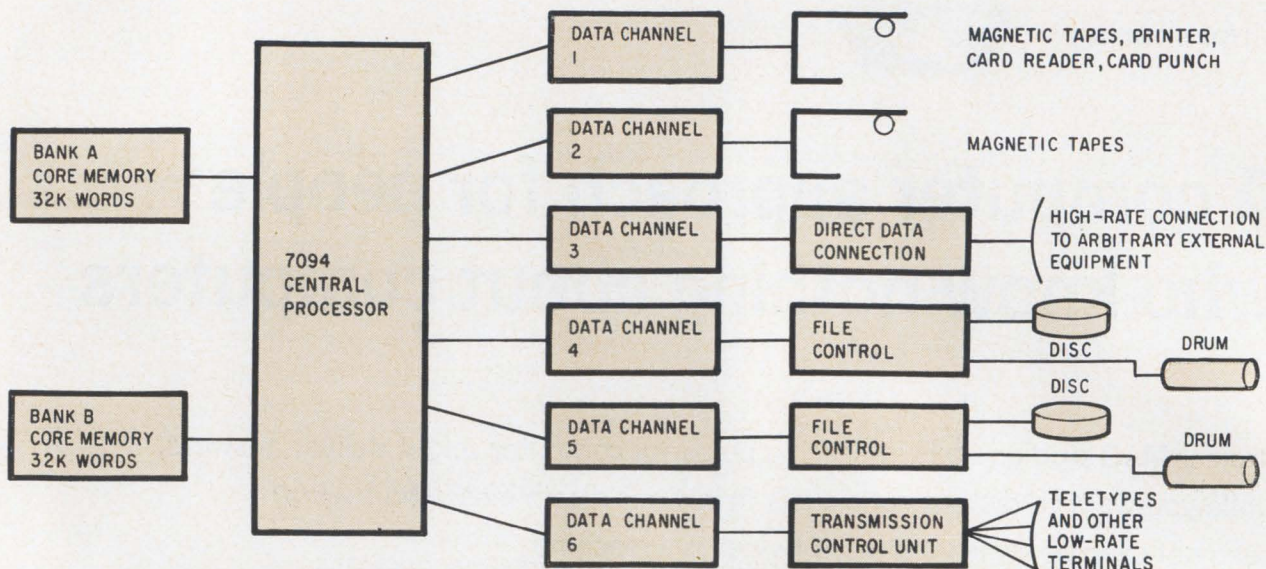 BANK A
CORE MEMORY
32K WORDS
BANK B
CORE MEMORY
32K WORDS
7094
CENTRAL
PROCESSOR
DATA CHANNEL
1
MAGNETIC TAPES, PRINTER,
CARD READER, CARD PUNCH
DATA CHANNEL
2
MAGNETIC TAPES
DATA CHANNEL
3
DIRECT DATA
CONNECTION
HIGH-RATE CONNECTION
TO ARBITRARY EXTERNAL
EQUIPMENT
DATA CHANNEL
4
FILE
CONTROL
DISC
DRUM
DATA CHANNEL
5
FILE
CONTROL
DISC
DRUM
DATA CHANNEL
6
TRANSMISSION
CONTROL UNIT
TELETYPES
AND OTHER
LOW-RATE
TERMINALS